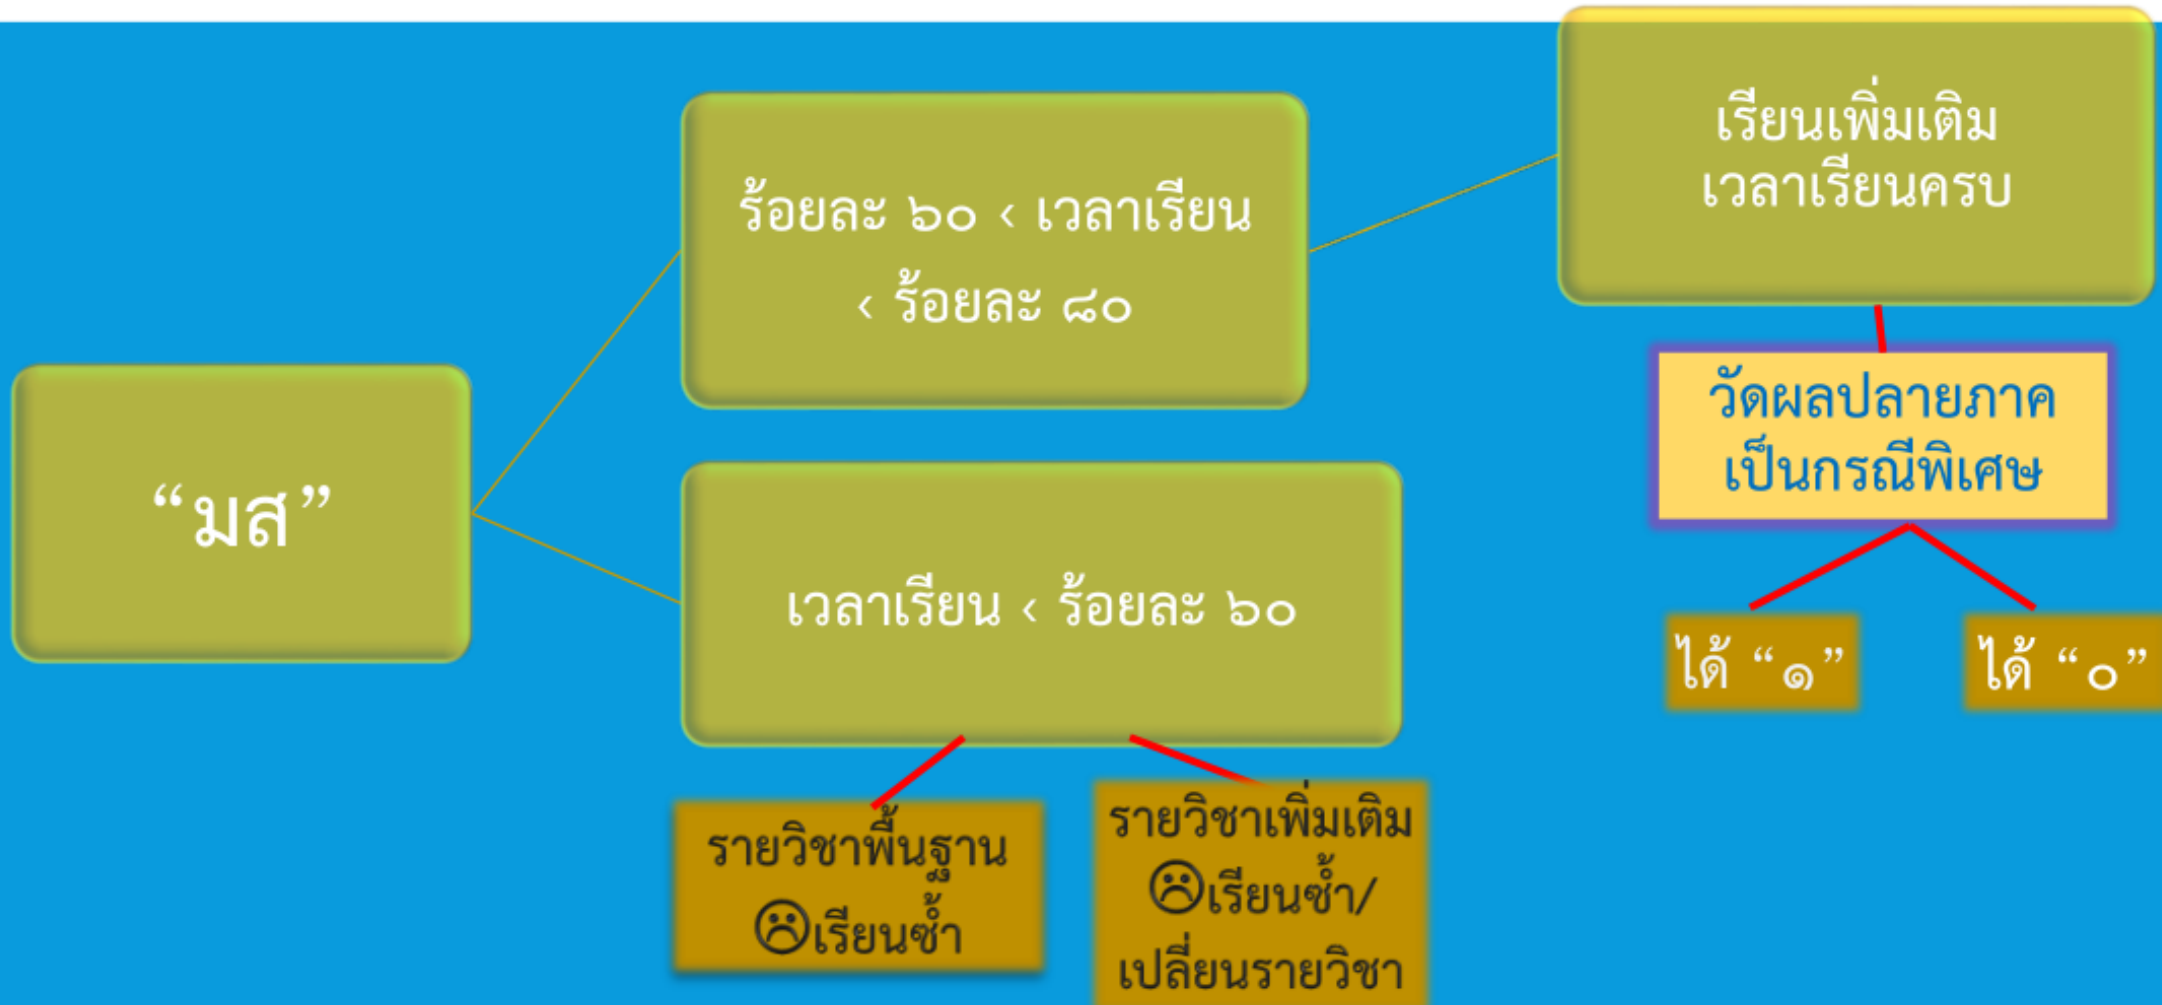 “มส”
ร้อยละ ๖๐ < เวลาเรียน
< ร้อยละ ๘๐
เรียนเพิ่มเติม
เวลาเรียนครบ
วัดผลปลายภาค
เป็นกรณีพิเศษ
ได้ “๑”
ได้ “๐”
เวลาเรียน < ร้อยละ ๖๐
รายวิชาพื้นฐาน
☹เรียนซ้ำ
รายวิชาเพิ่มเติม
☹เรียนซ้ำ/
เปลี่ยนรายวิชา